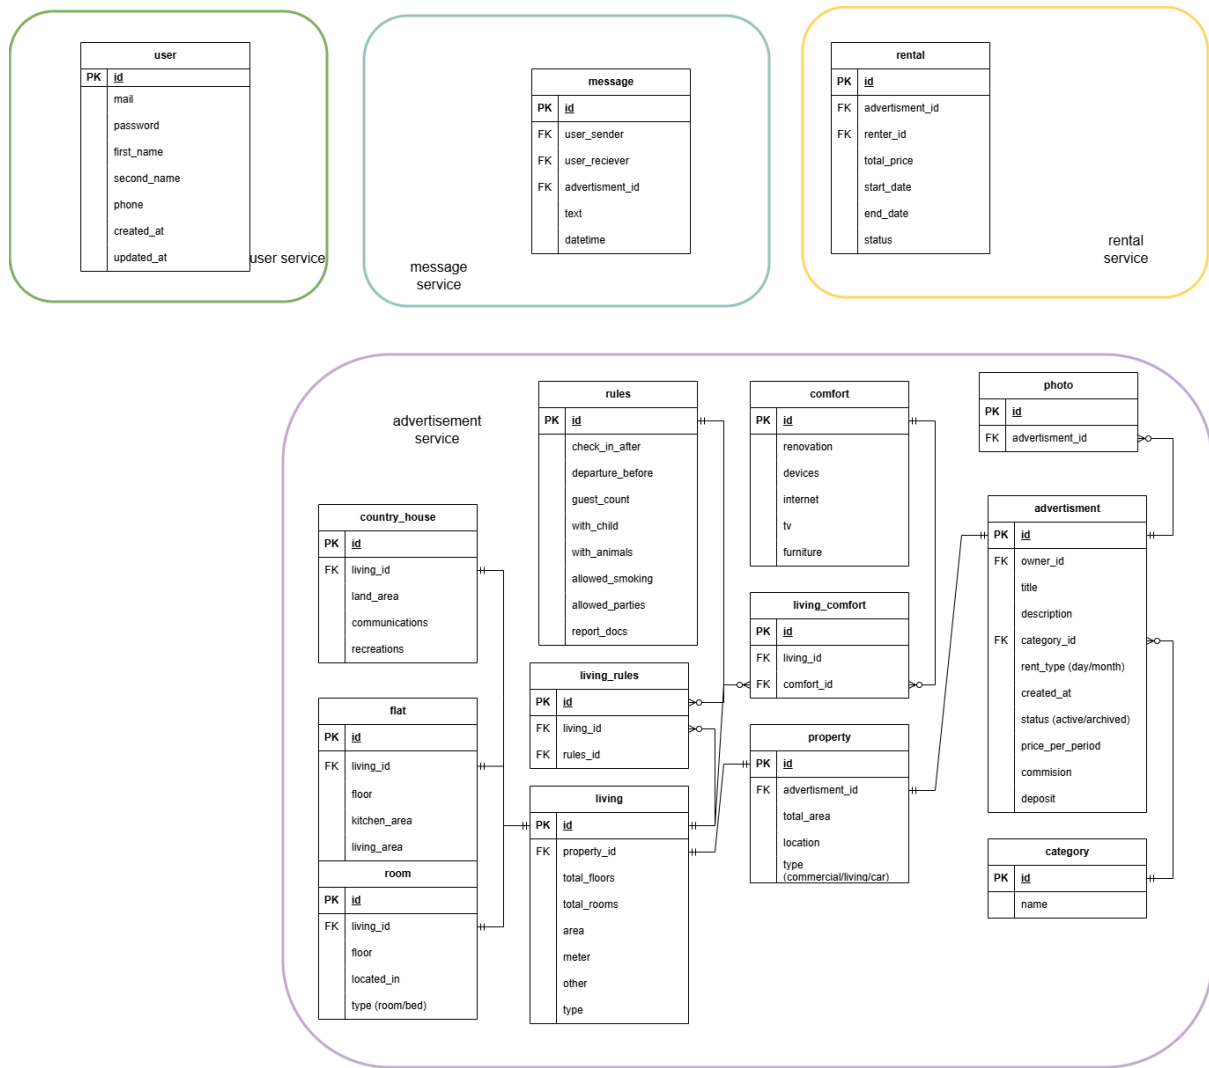 user
PK id
mail
password
first_name
second_name
phone
created_at
updated_at
user service
message
PK id
FK user_sender
FK user_reciever
FK advertisment_id
text
datetime
message
service
rental
PK id
FK advertisment_id
FK renter_id
total_price
start_date
end_date
status
rental
service
advertisement
service
rules
PK id
check_in_after
departure_before
guest_count
with_child
with_animals
allowed_smoking
allowed_parties
report_docs
comfort
PK id
renovation
devices
internet
tv
furniture
photo
PK id
FK advertisment_id
country_house
PK id
FK living_id
land_area
communications
recreations
advertisment
PK id
FK owner_id
title
description
FK category_id
rent_type (day/month)
created_at
status (active/archived)
price_per_period
commision
deposit
living_comfort
PK id
FK living_id
FK comfort_id
living_rules
PK id
FK living_id
FK rules_id
flat
PK id
FK living_id
floor
kitchen_area
living_area
property
PK id
FK advertisment_id
total_area
location
type
(commercial/living/car)
living
PK id
FK property_id
total_floors
total_rooms
area
meter
other
type
room
PK id
FK living_id
floor
located_in
type (room/bed)
category
PK id
name